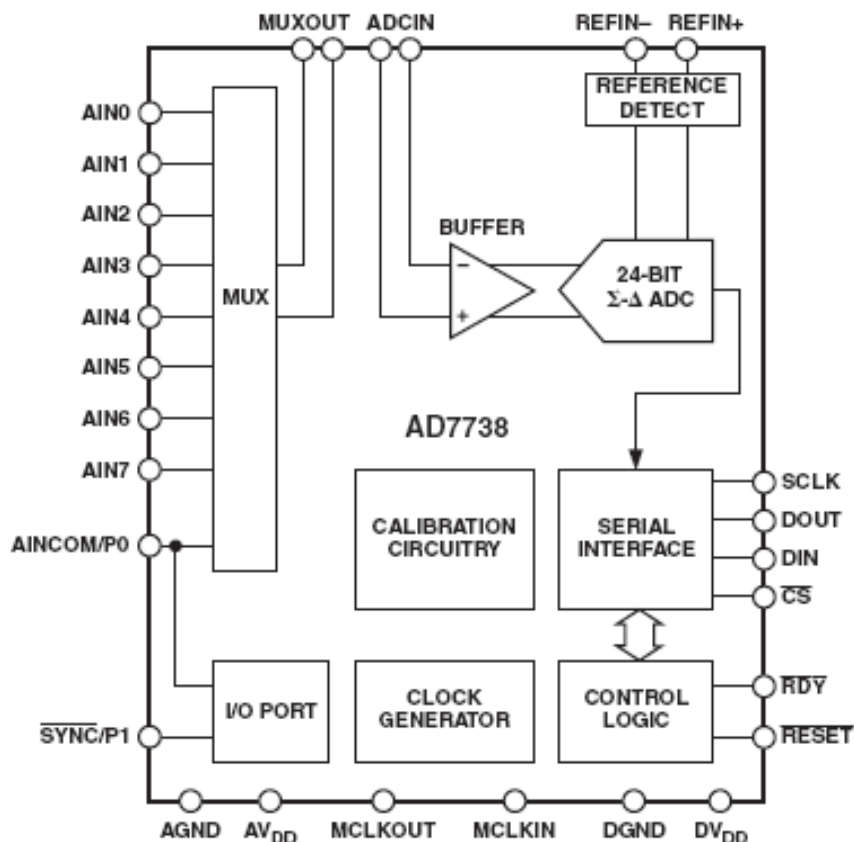 MUXOUT ADCIN REFIN– REFIN+
REFERENCE
DETECT
AIN0
AIN1
AIN2
AIN3
AIN4
AIN5
AIN6
AIN7
AINCOM/P0
SYNC/P1
MUX
BUFFER
–
+
24-BIT
Σ-Δ ADC
AD7738
CALIBRATION
CIRCUITRY
SERIAL
INTERFACE
SCLK
DOUT
DIN
CS
I/O PORT
CLOCK
GENERATOR
CONTROL
LOGIC
RDY
RESET
AGND AVDD MCLKOUT MCLKIN DGND DVDD